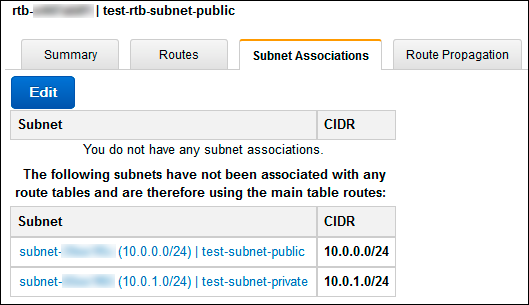 rtb- | test-rtb-subnet-public
Summary Routes Subnet Associations Route Propagation
Edit
Subnet CIDR
You do not have any subnet associations.
The following subnets have not been associated with any
route tables and are therefore using the main table routes:
Subnet CIDR
subnet- (10.0.0.0/24) | test-subnet-public 10.0.0.0/24
subnet- (10.0.1.0/24) | test-subnet-private 10.0.1.0/24